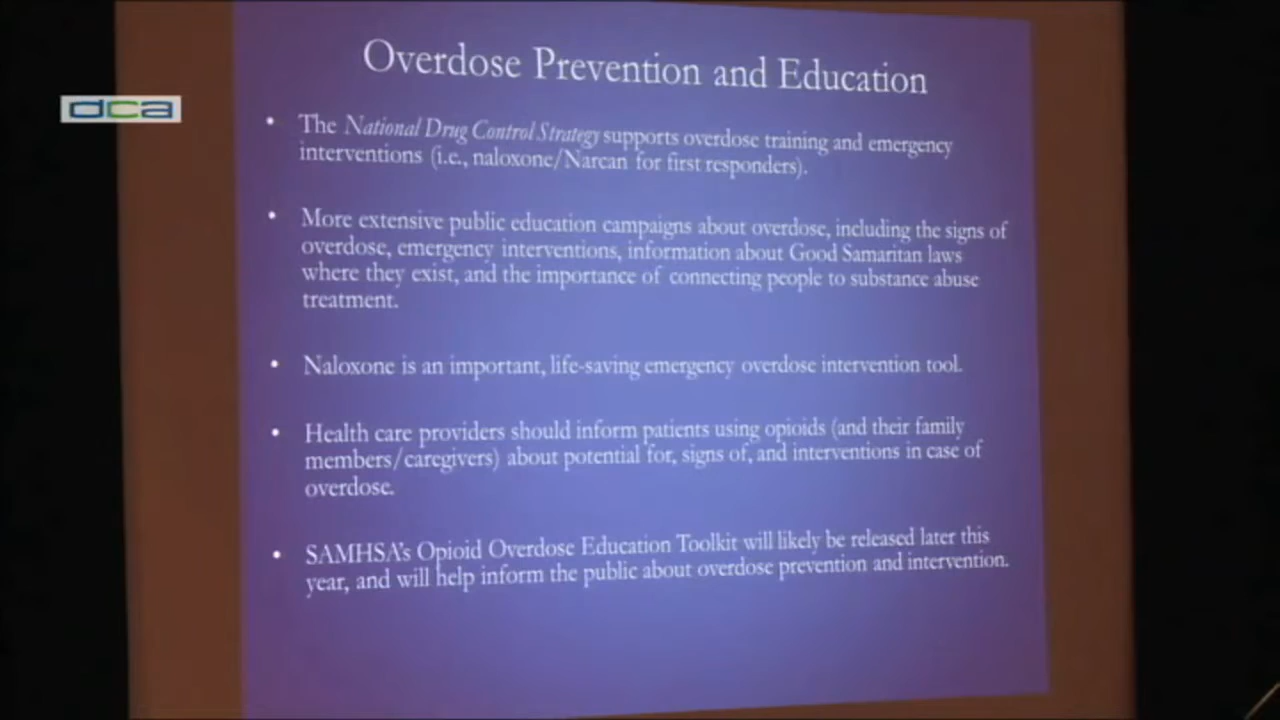 Overdose Prevention and Education
dca
• The National Drug Control Strategy supports overdose training and emergency
interventions (i.e., naloxone/Narcan for first responders).
• More extensive public education campaigns about overdose, including the signs of
overdose, emergency interventions, information about Good Samaritan laws
where they exist, and the importance of connecting people to substance abuse
treatment.
• Naloxone is an important, life-saving emergency overdose intervention tool.
• Health care providers should inform patients using opioids (and their family
members/caregivers) about potential for, signs of, and interventions in case of
overdose.
• SAMHSA's Opioid Overdose Education Toolkit will likely be released later this
year, and will help inform the public about overdose prevention and intervention.